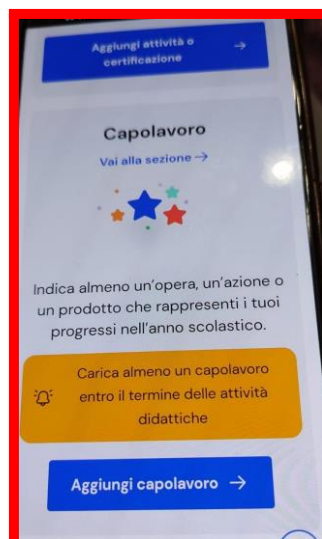 Aggiungi attività o →
certificazione
Capolavoro
Vai alla sezione →
Indica almeno un'opera, un'azione o
un prodotto che rappresenti i tuoi
progressi nell'anno scolastico.
Carica almeno un capolavoro
entro il termine delle attività
didattiche
Aggiungi capolavoro →